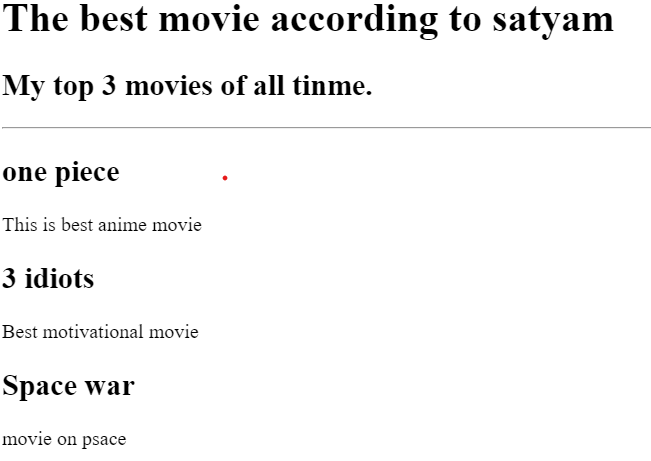 The best movie according to satyam
My top 3 movies of all tinme.
one piece
This is best anime movie
3 idiots
Best motivational movie
Space war
movie on psace